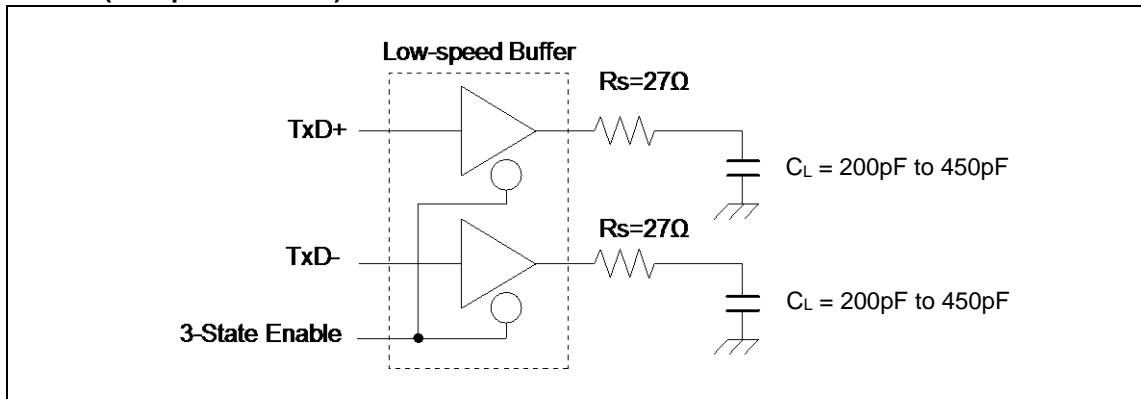 Low-speed Buffer
Rs=27Ω
TxD+
CL = 200pF to 450pF
Rs=27Ω
TxD-
CL = 200pF to 450pF
3-State Enable